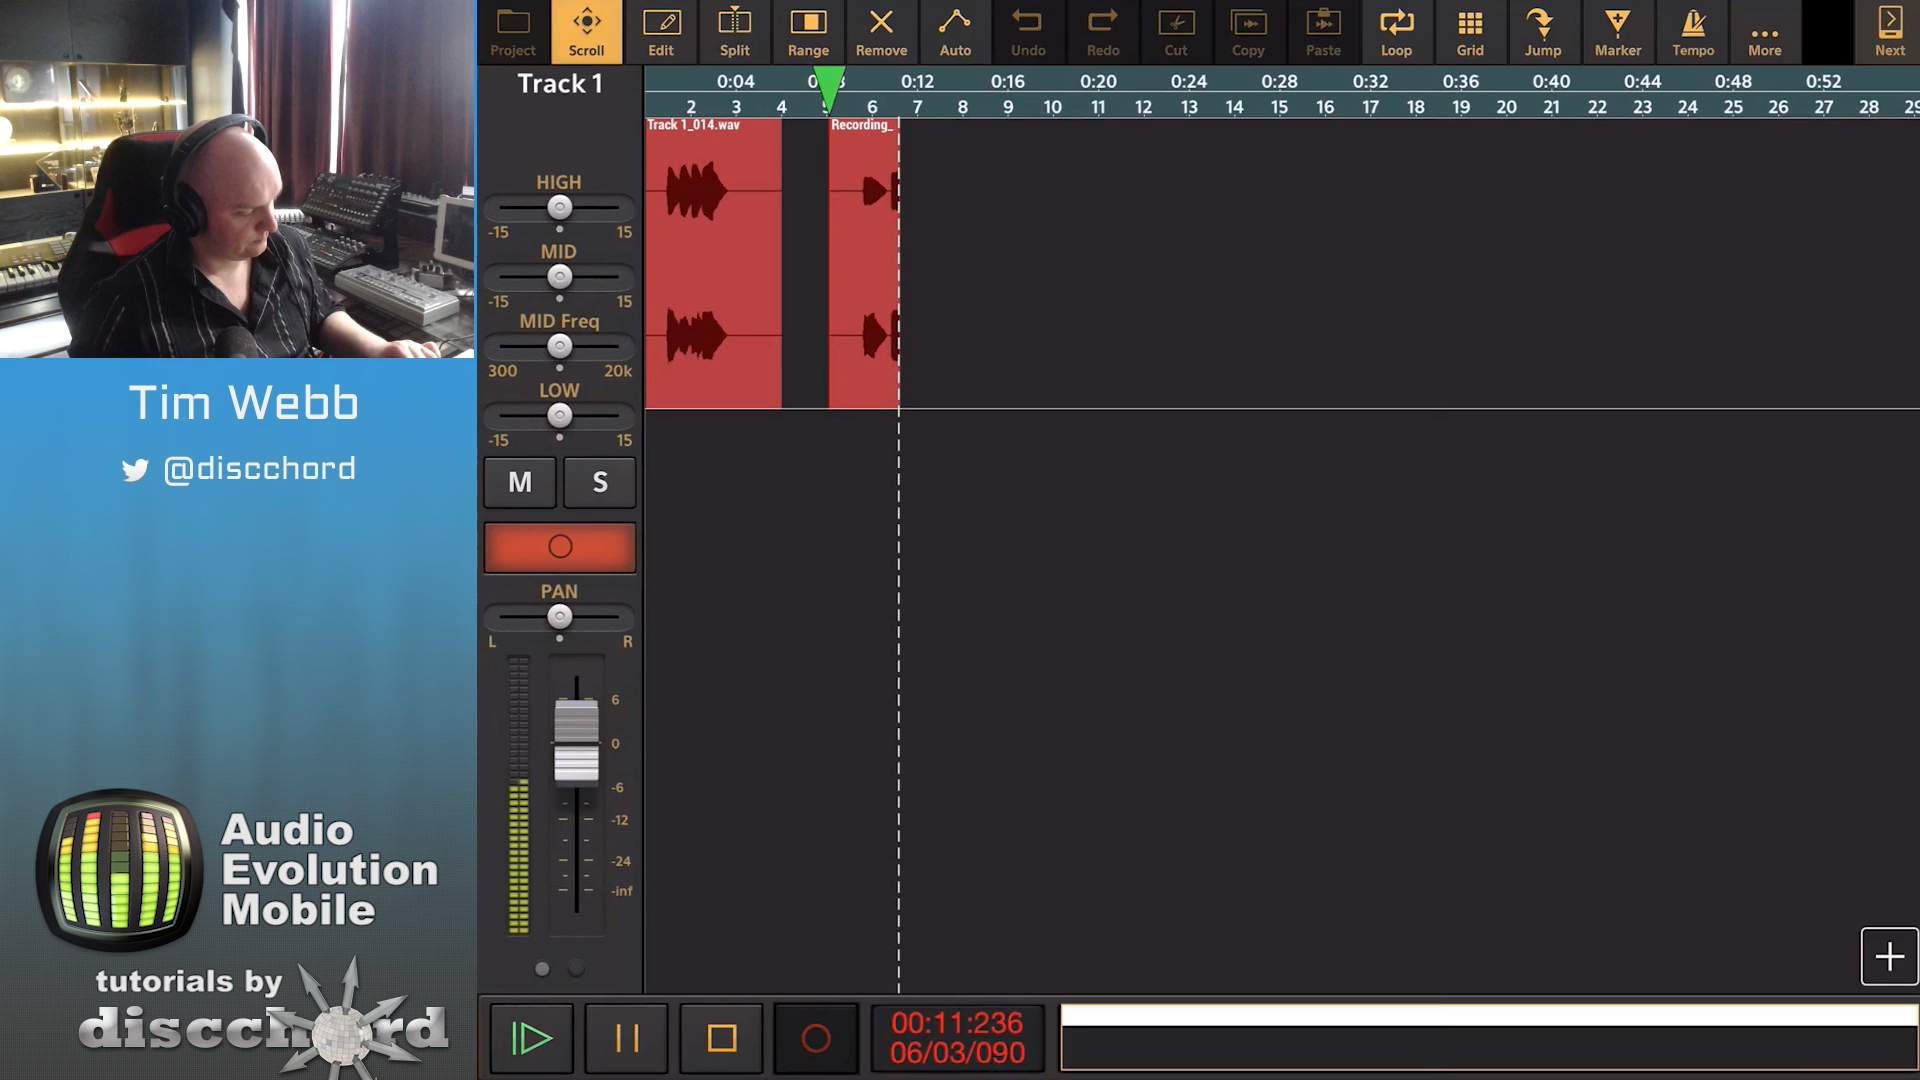 Project Scroll Edit Split Range Remove Auto Undo Redo Cut Copy Paste Loop Grid Jump Marker Tempo More Next
Track 1
0:04 0:12 0:16 0:20 0:24 0:28 0:32 0:36 0:40 0:44 0:48 0:52
2 3 4 5 6 7 8 9 10 11 12 13 14 15 16 17 18 19 20 21 22 23 24 25 26 27 28 29
Track 1_014.wav Recording_
HIGH
-15 15
MID
-15 15
MID Freq
300 20k
LOW
-15 15
M S
PAN
L R
6
0
-6
-12
-24
-inf
00:11:236
06/03/090
Tim Webb
@discchord
Audio
Evolution
Mobile
tutorials by
discchord